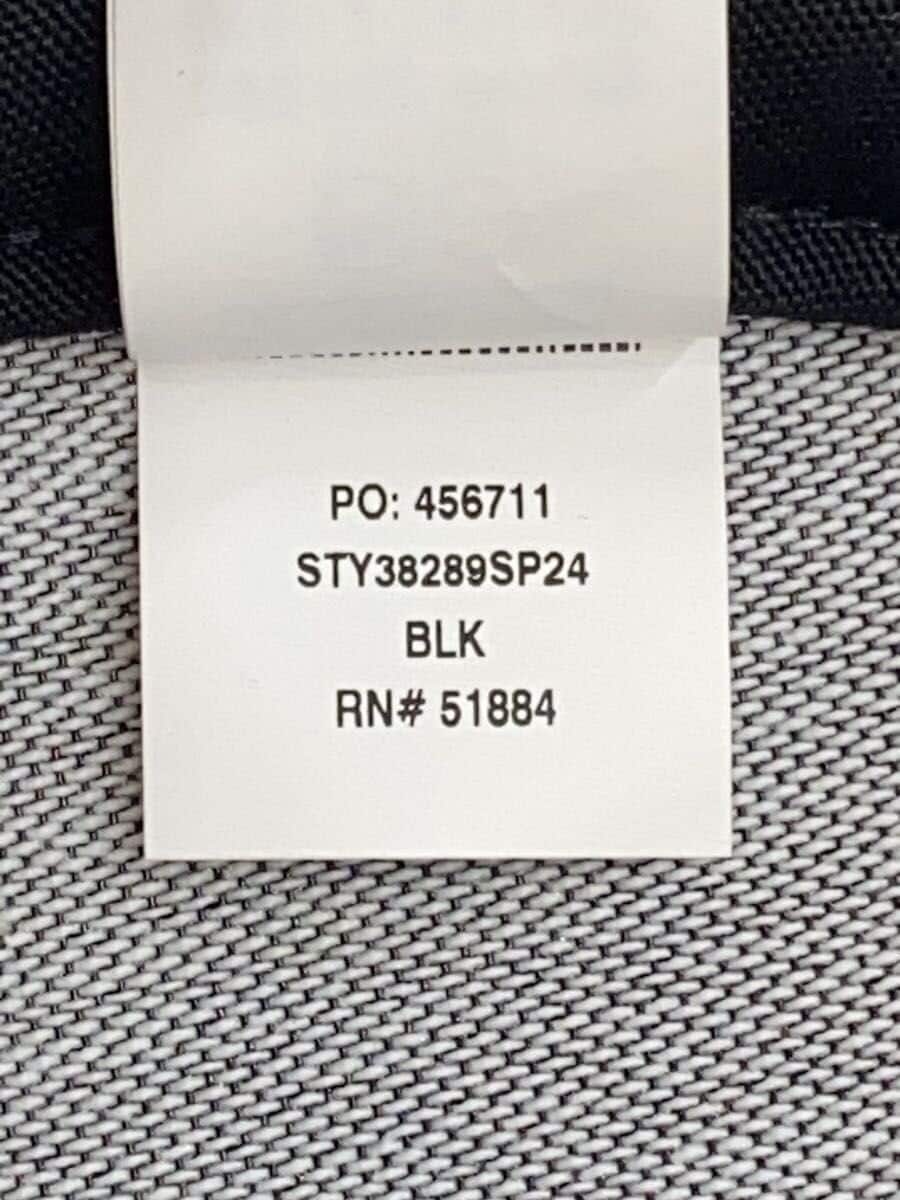 PO: 456711
STY38289SP24
BLK
RN# 51884